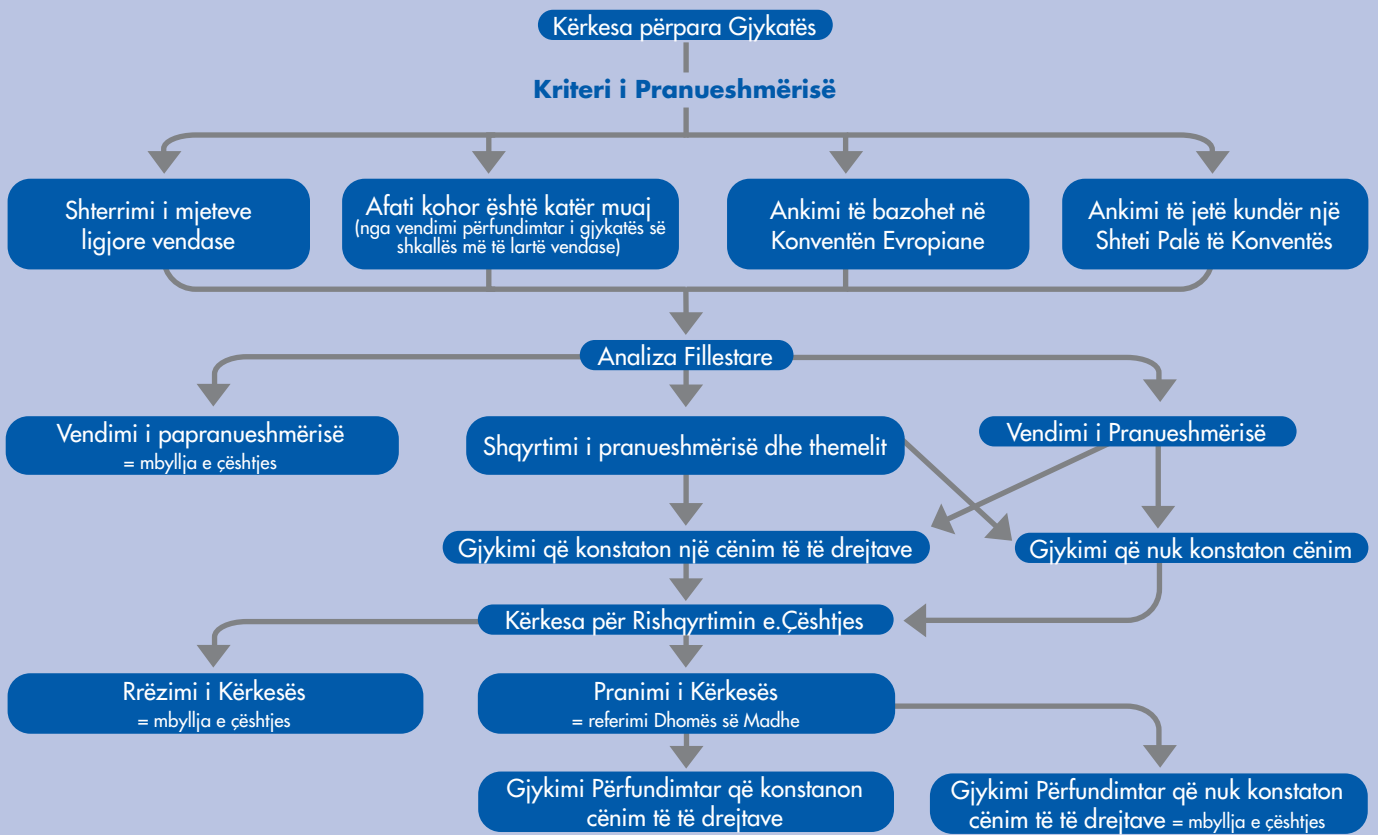 Kërkesa përpara Gjykatës
Kriteri i Pranueshmërisë
Shterrimi i mjeteve
ligjore vendase
Afati kohor është katër muaj
(nga vendimi përfundimtar i gjykatës së
shkallës më të lartë vendase)
Ankimi të bazohet në
Konventën Evropiane
Ankimi të jetë kundër një
Shteti Palë të Konventës
Analiza Fillestare
Vendimi i papranueshmërisë
= mbyllja e çështjes
Shqyrtimi i pranueshmërisë dhe themelit
Vendimi i Pranueshmërisë
Gjykimi që konstaton një cënim të të drejtave
Gjykimi që nuk konstaton cënim
Kërkesa për Rishqyrtimin e.Çështjes
Rrëzimi i Kërkesës
= mbyllja e çështjes
Pranimi i Kërkesës
= referimi Dhomës së Madhe
Gjykimi Përfundimtar që konstanon
cënim të të drejtave
Gjykimi Përfundimtar që nuk konstaton
cënim të të drejtave = mbyllja e çështjes